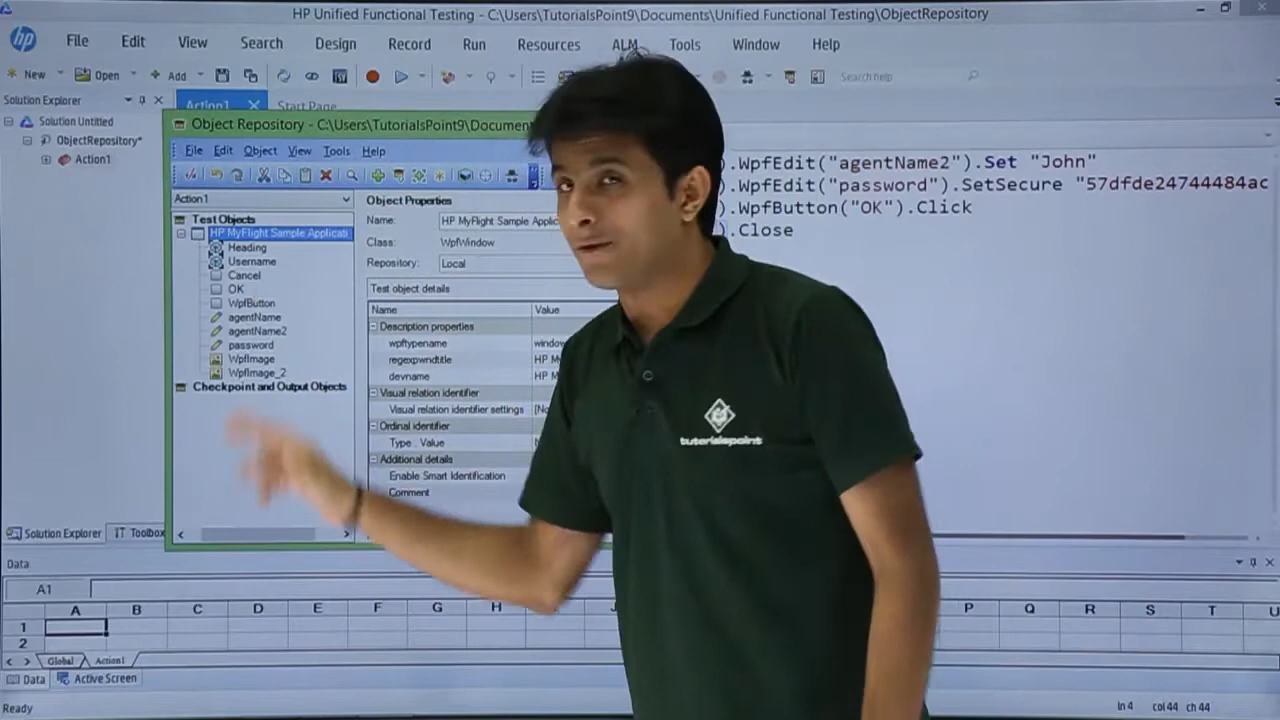 HP Unified Functional Testing - C:\Users\TutorialsPoint9\Documents\Unified Functional Testing\ObjectRepository
hp File Edit View Search Design Record Run Resources ALM Tools Window Help
New Open Add Search help
Solution Explorer
Action1 Start Page
Solution Untitled
ObjectRepository*
Action1
Object Repository - C:\Users\TutorialsPoint9\Documen
File Edit Object View Tools Help
Action1
Object Properties
Test Objects
Name: HP MyFlight Sample Applic
HP MyFlight Sample Applicati
Class: WpfWindow
Heading
Username
Repository: Local
Cancel
OK
Test object details
WpfButton
Name Value
agentName
Description properties
agentName2
wpftypename window
password
regexpwndtitle HP M
WpfImage
devname HP M
WpfImage_2
Checkpoint and Output Objects
Visual relation identifier
Visual relation identifier settings [No
Ordinal identifier
Type . Value
Additional details
Enable Smart Identification
Comment
).WpfEdit("agentName2").Set "John"
).WpfEdit("password").SetSecure "57dfde24744484ac
).WpfButton("OK").Click
).Close
tutorialspoint
Solution Explorer Toolbox
Data
A1
A B C D E F G H P Q R S T U
1
2
Global Action1
Data Active Screen
Ready ln 4 col 44 ch 44